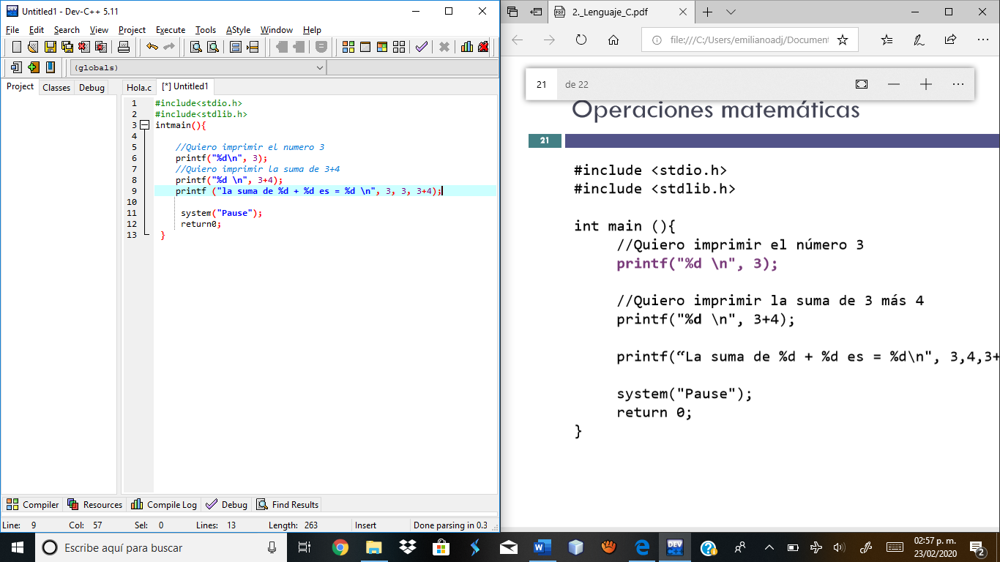 Untitled1 - Dev-C++ 5.11
File Edit Search View Project Execute Tools AStyle Window Help
(globals)
Project Classes Debug
Hola.c [*] Untitled1
1 #include<stdio.h>
2 #include<stdlib.h>
3 intmain(){
4
5 //Quiero imprimir el numero 3
6 printf("%d\n", 3);
7 //Quiero imprimir la suma de 3+4
8 printf("%d \n", 3+4);
9 printf ("la suma de %d + %d es = %d \n", 3, 3, 3+4);
10
11 system("Pause");
12 return0;
13 }
Compiler Resources Compile Log Debug Find Results
Line: 9 Col: 57 Sel: 0 Lines: 13 Length: 263 Insert Done parsing in 0.3
PDF 2._Lenguaje_C.pdf
file:///C:/Users/emilianoadj/Document
21 de 22
Operaciones matemáticas
21
#include <stdio.h>
#include <stdlib.h>
int main (){
//Quiero imprimir el número 3
printf("%d \n", 3);
//Quiero imprimir la suma de 3 más 4
printf("%d \n", 3+4);
printf(“La suma de %d + %d es = %d\n", 3,4,3+
system("Pause");
return 0;
}
Escribe aquí para buscar
DEV
02:57 p. m.
23/02/2020
2